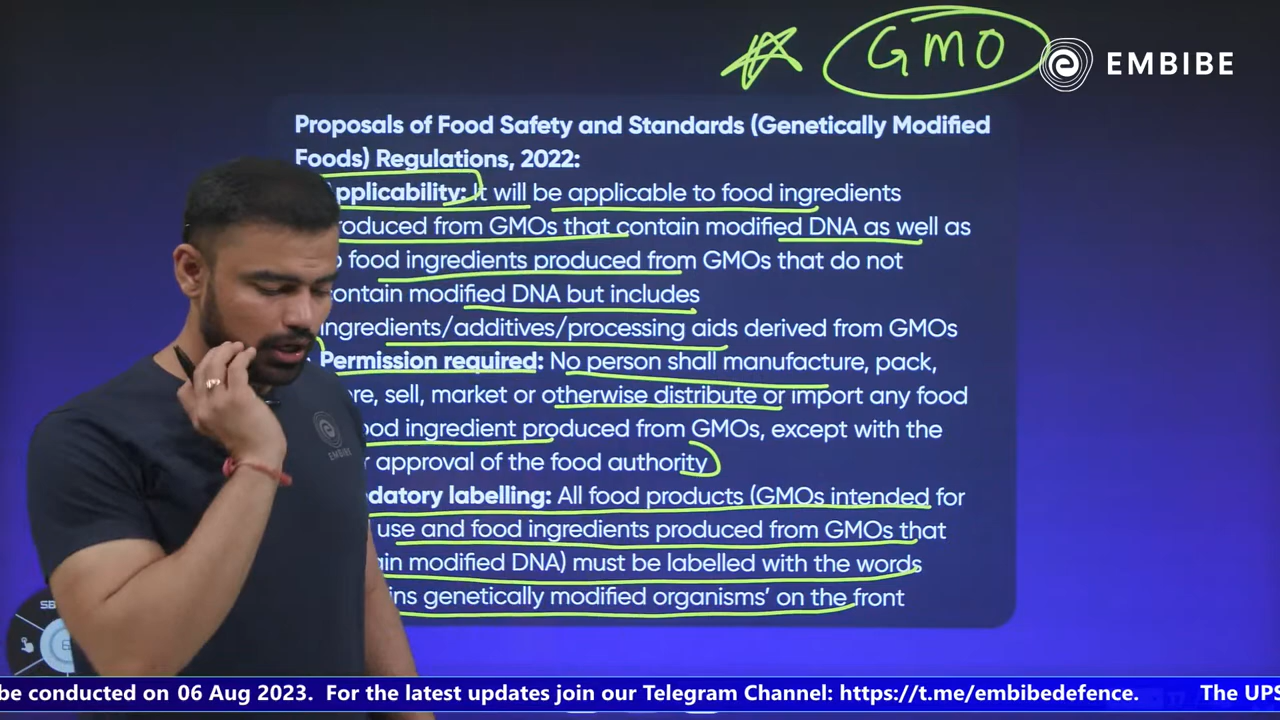 GMO
EMBIBE
Proposals of Food Safety and Standards (Genetically Modified
Foods) Regulations, 2022:
pplicability: It will be applicable to food ingredients
roduced from GMOs that contain modified DNA as well as
food ingredients produced from GMOs that do not
ontain modified DNA but includes
ngredients/additives/processing aids derived from GMOs
Permission required: No person shall manufacture, pack,
re, sell, market or otherwise distribute or import any food
ood ingredient produced from GMOs, except with the
r approval of the food authority
datory labelling: All food products (GMOs intended for
use and food ingredients produced from GMOs that
ain modified DNA) must be labelled with the words
ins genetically modified organisms' on the front
EMBIBE
be conducted on 06 Aug 2023. For the latest updates join our Telegram Channel: https://t.me/embibedefence. The UPS